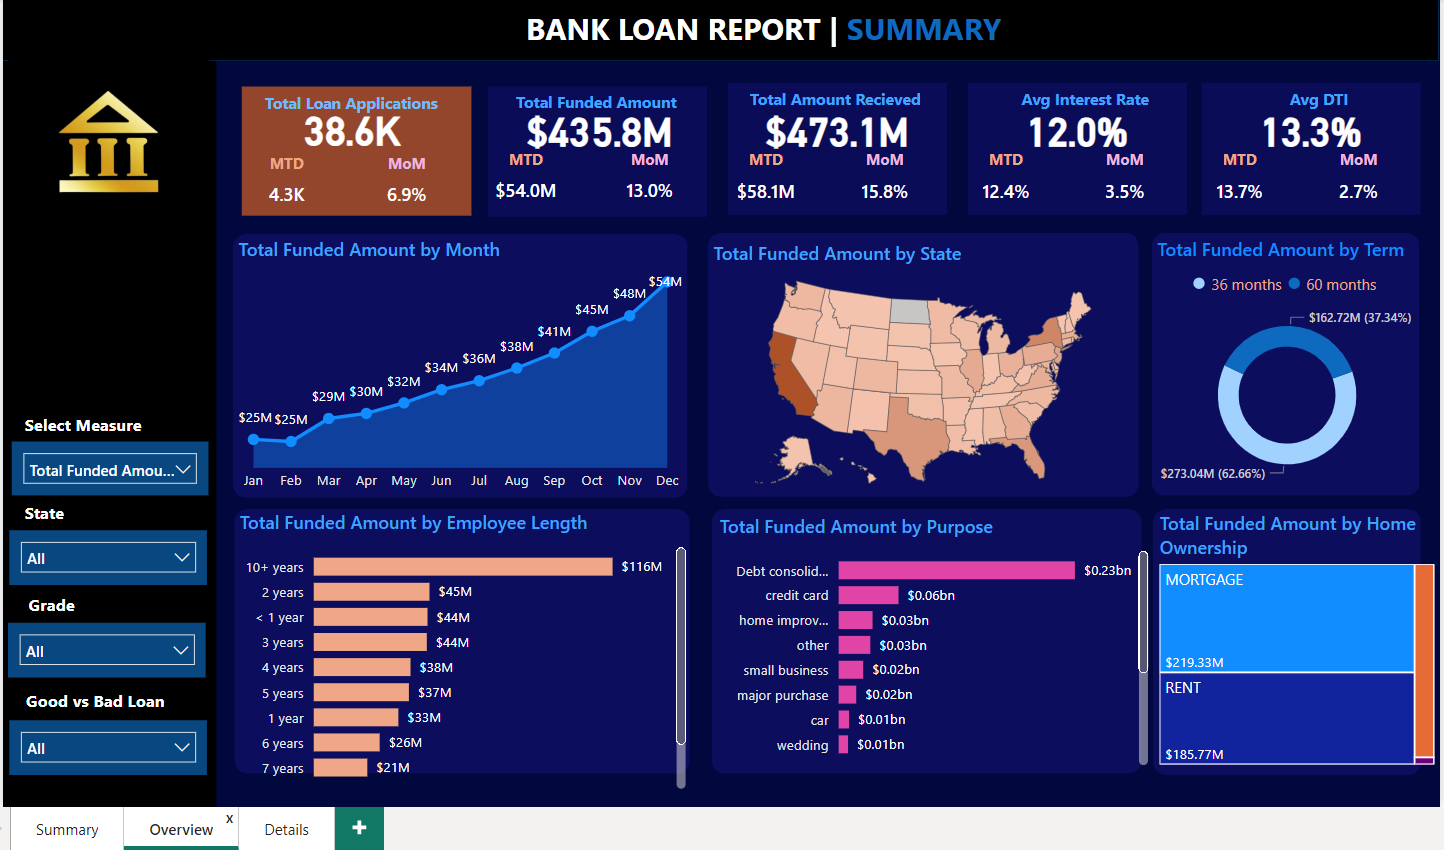 BANK LOAN REPORT | SUMMARY
Total Loan Applications
38.6K
MTD MoM
4.3K 6.9%
Total Funded Amount
$435.8M
MTD MoM
$54.0M 13.0%
Total Amount Recieved
$473.1M
MTD MoM
$58.1M 15.8%
Avg Interest Rate
12.0%
MTD MoM
12.4% 3.5%
Avg DTI
13.3%
MTD MoM
13.7% 2.7%
Select Measure
Total Funded Amou...
State
All
Grade
All
Good vs Bad Loan
All
Total Funded Amount by Month
$25M $25M $29M $30M $32M $34M $36M $38M $41M $45M $48M $54M
Jan Feb Mar Apr May Jun Jul Aug Sep Oct Nov Dec
Total Funded Amount by State
Total Funded Amount by Term
36 months 60 months
$162.72M (37.34%)
$273.04M (62.66%)
Total Funded Amount by Employee Length
10+ years $116M
2 years $45M
< 1 year $44M
3 years $44M
4 years $38M
5 years $37M
1 year $33M
6 years $26M
7 years $21M
Total Funded Amount by Purpose
Debt consolid... $0.23bn
credit card $0.06bn
home improv... $0.03bn
other $0.03bn
small business $0.02bn
major purchase $0.02bn
car $0.01bn
wedding $0.01bn
Total Funded Amount by Home
Ownership
MORTGAGE
$219.33M
RENT
$185.77M
Summary Overview x Details +